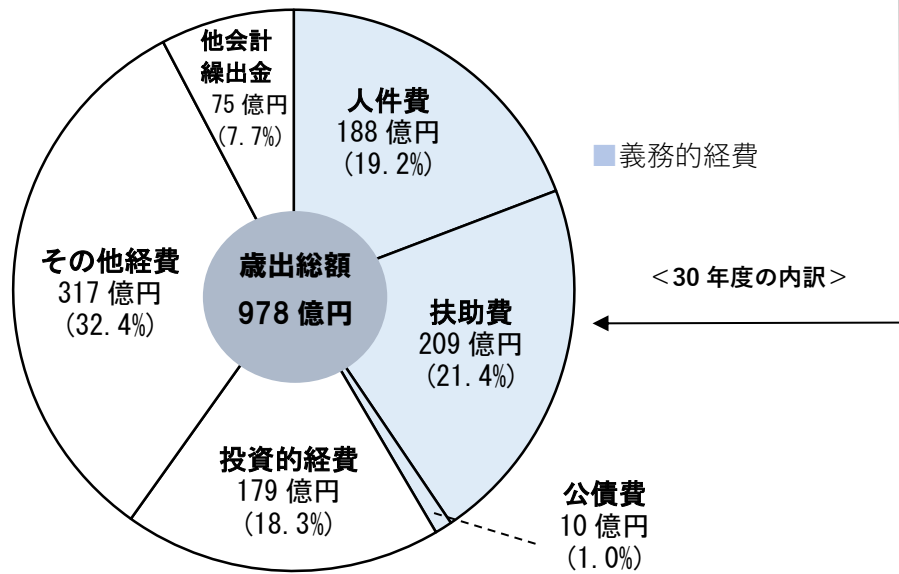 他会計
繰出金
75 億円
(7.7%)
人件費
188 億円
(19.2%)
義務的経費
その他経費
317 億円
(32.4%)
歳出総額
978 億円
扶助費
209 億円
(21.4%)
＜30 年度の内訳＞
投資的経費
179 億円
(18.3%)
公債費
10 億円
(1.0%)